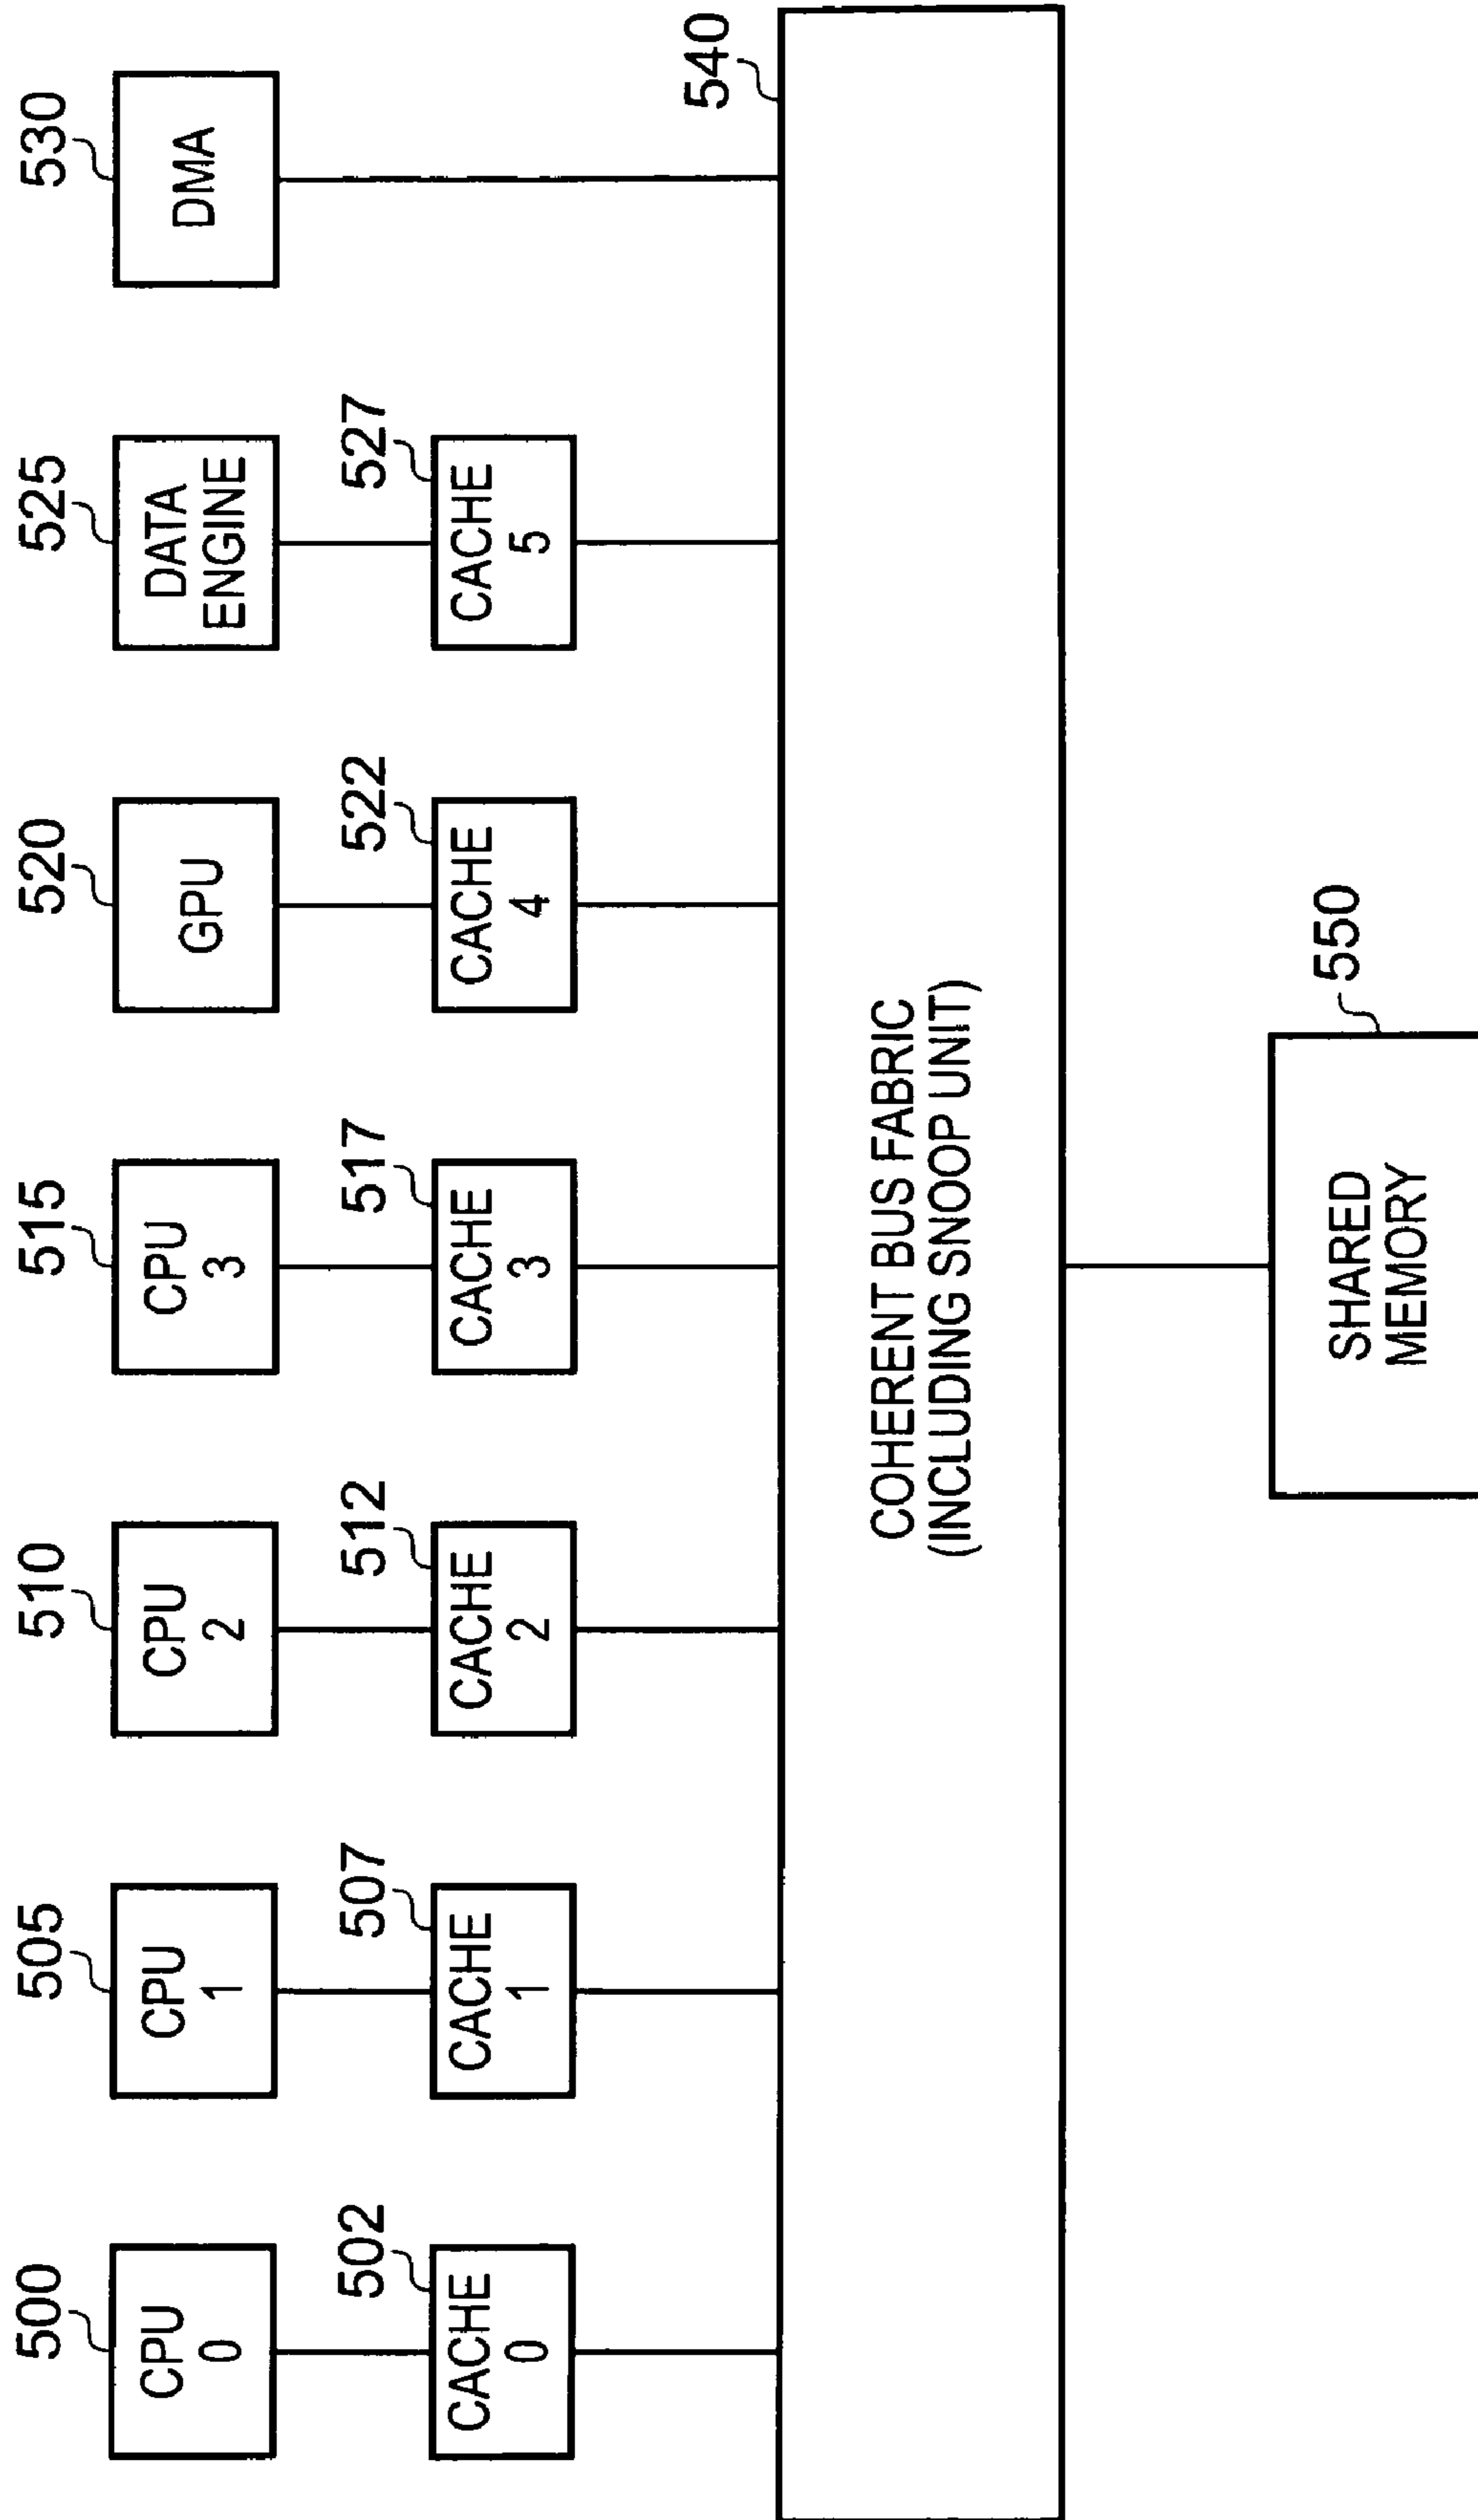 500
505
510
515
520
525
530
CPU
0
CPU
1
CPU
2
CPU
3
GPU
DATA
ENGINE
DMA
502
507
512
517
522
527
CACHE
0
CACHE
1
CACHE
2
CACHE
3
CACHE
4
CACHE
5
540
COHERENT BUS FABRIC
(INCLUDING SNOOP UNIT)
550
SHARED
MEMORY